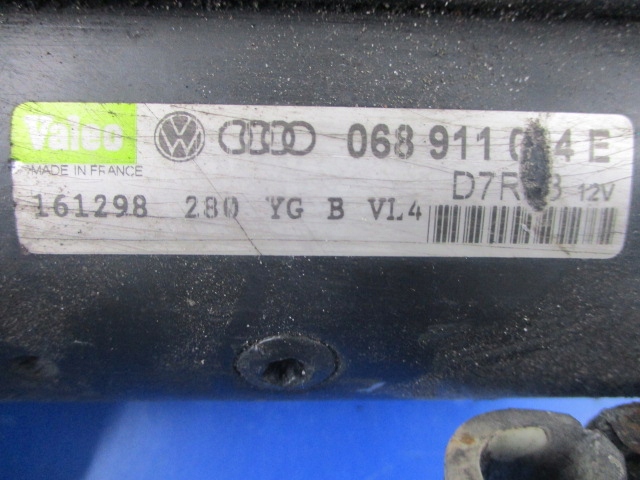 Valeo
MADE IN FRANCE
068 911
E
12V
161298 280 YG B VL4